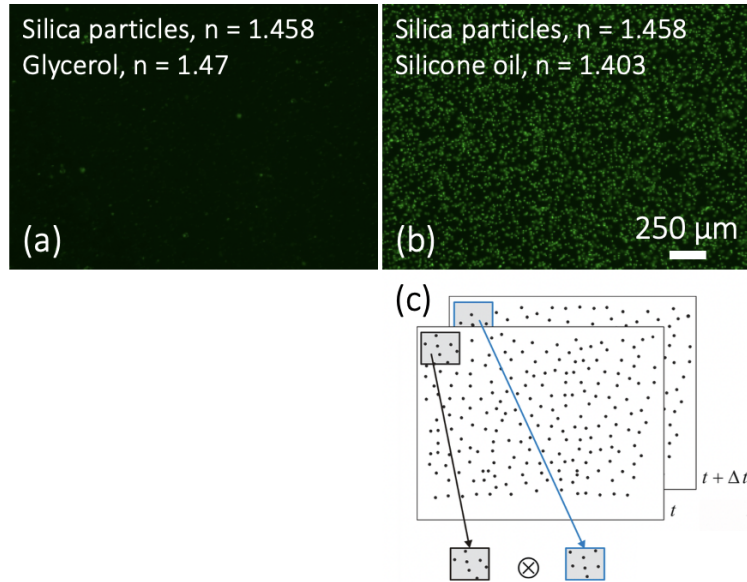 Silica particles, n = 1.458
Glycerol, n = 1.47
(a)
Silica particles, n = 1.458
Silicone oil, n = 1.403
(b)
250 µm
(c)
t + Δt
t
⊗